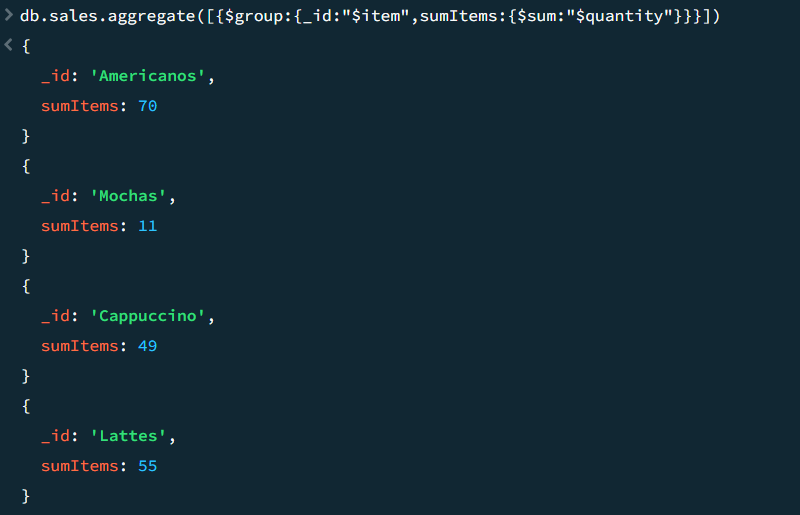 db.sales.aggregate([{$group:{_id:"$item",sumItems:{$sum:"$quantity"}}}])
{
_id: 'Americanos',
sumItems: 70
}
{
_id: 'Mochas',
sumItems: 11
}
{
_id: 'Cappuccino',
sumItems: 49
}
{
_id: 'Lattes',
sumItems: 55
}